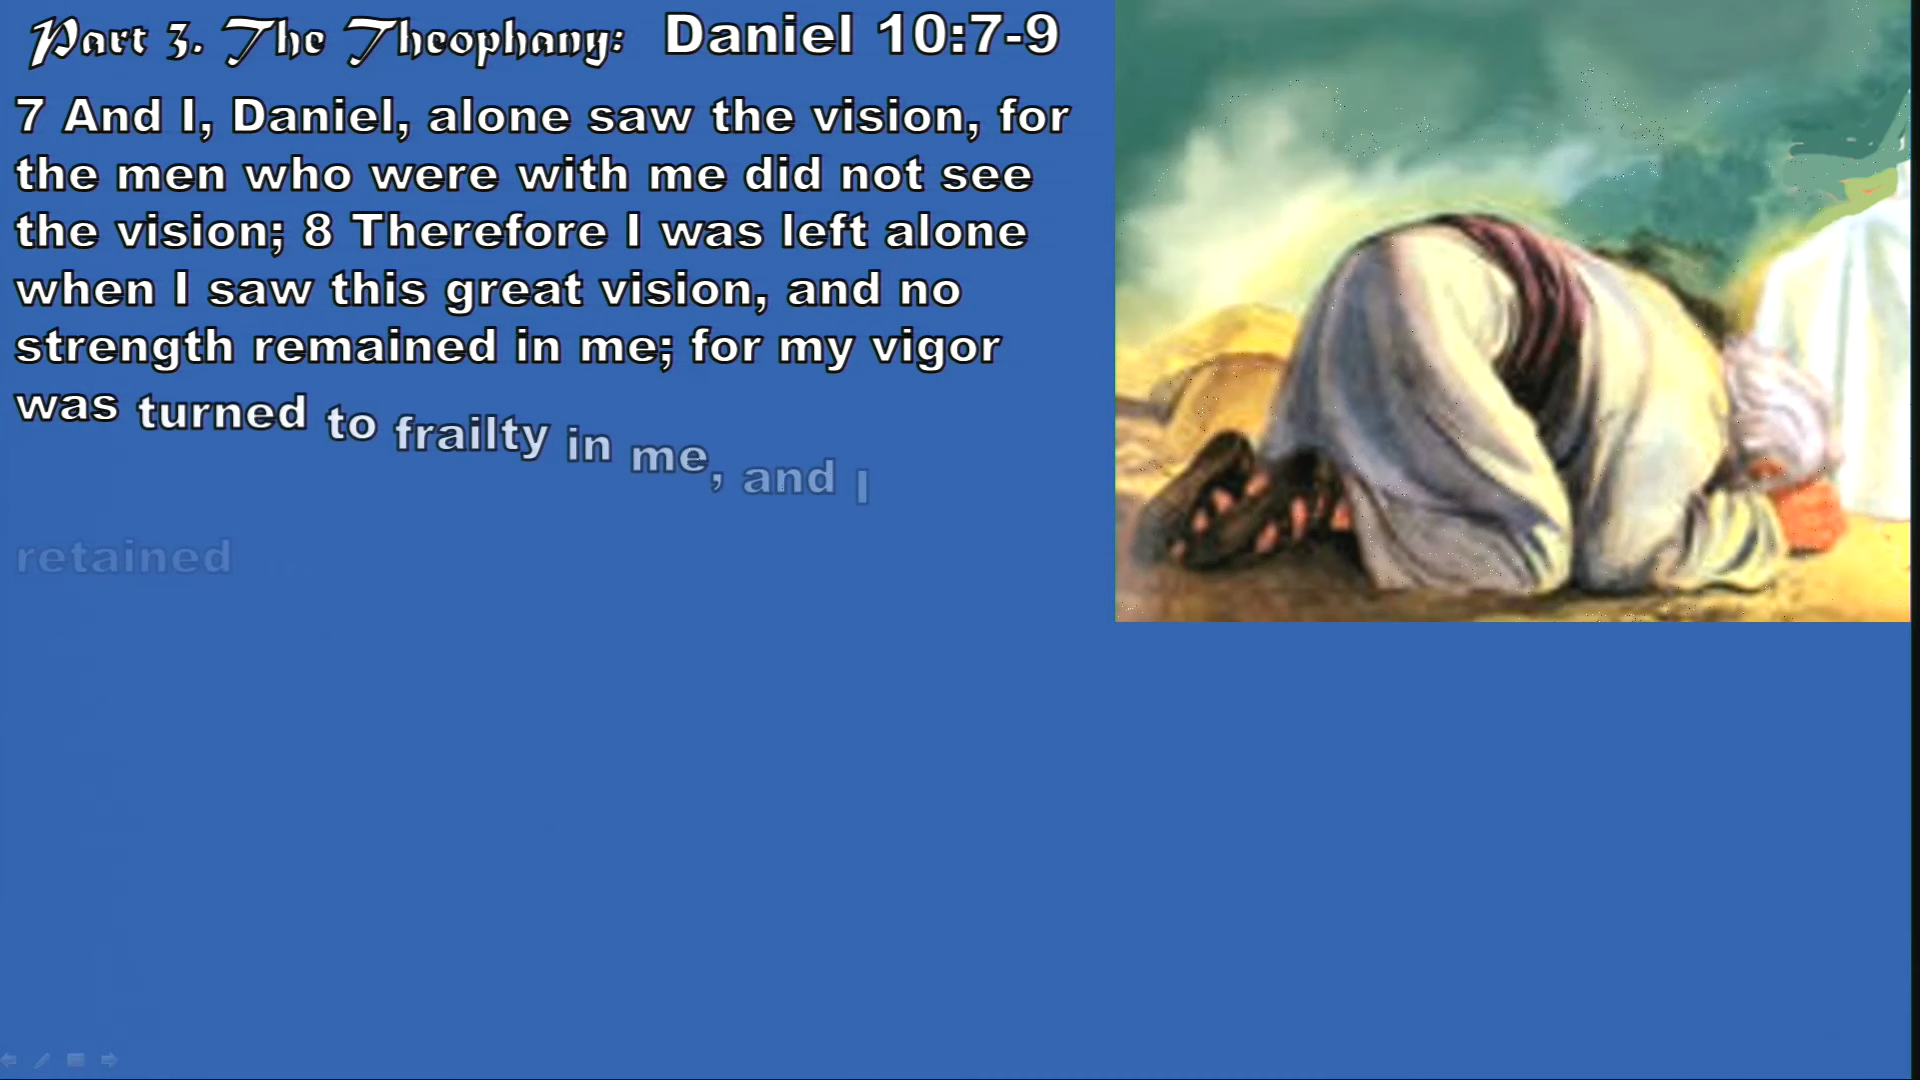 Part 3. The Theophany: Daniel 10:7-9
7 And I, Daniel, alone saw the vision, for
the men who were with me did not see
the vision; 8 Therefore I was left alone
when I saw this great vision, and no
strength remained in me; for my vigor
was turned to frailty in me, and I
retained